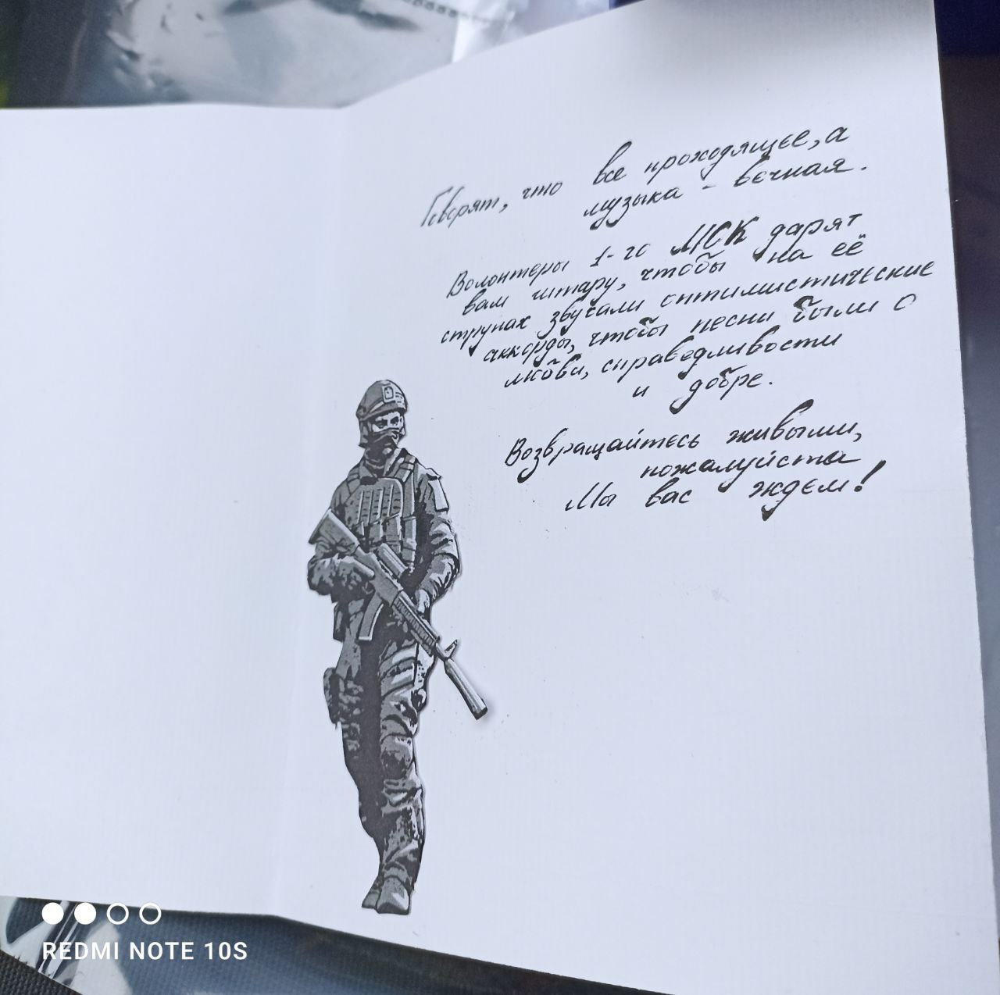 Говорят, что все проходящее, а
музыка - вечная.
Волонтеры 1-го МСК дарят
вам гитару, чтобы на её
струнах звучали оптимистические
аккорды, чтобы песни были о
любви, справедливости
и добре.
Возвращайтесь живыми,
пожалуйста
Мы вас ждем!
REDMI NOTE 10S